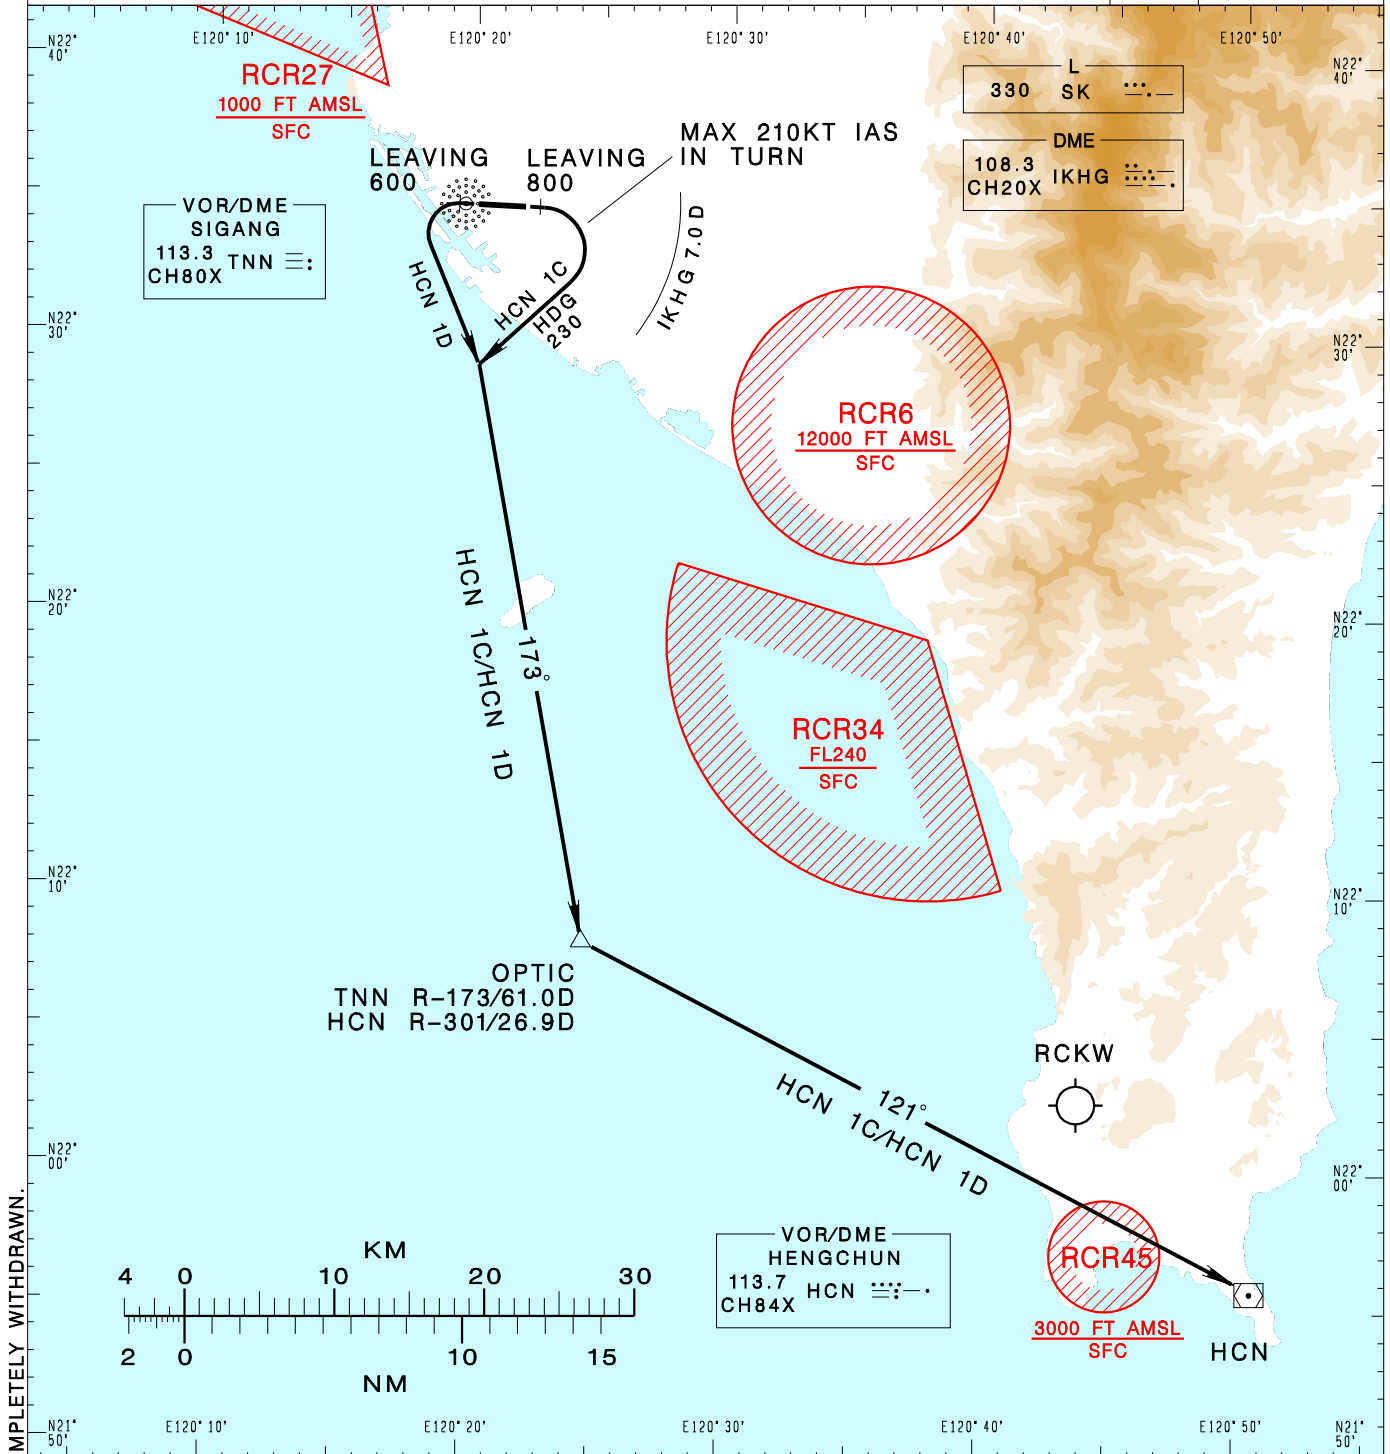 E120° 10'
E120° 20'
E120° 30'
E120° 40'
E120° 50'
N22°
40'
N22°
40'
RCR27
1000 FT AMSL
SFC
L
330 SK
DME
108.3
CH20X
IKHG
MAX 210KT IAS
IN TURN
LEAVING
600
LEAVING
800
VOR/DME
SIGANG
113.3
CH80X
TNN
IKHG 7.0 D
HCN 1D
HCN 1C
HDG
230
N22°
30'
N22°
30'
RCR6
12000 FT AMSL
SFC
HCN 1C/HCN 1D
173°
N22°
20'
N22°
20'
RCR34
FL240
SFC
N22°
10'
N22°
10'
OPTIC
TNN R-173/61.0D
HCN R-301/26.9D
RCKW
121°
HCN 1C/HCN 1D
N22°
00'
N22°
00'
MPLETELY WITHDRAWN.
KM
4 0 10 20 30
2 0 10 15
NM
VOR/DME
HENGCHUN
113.7
CH84X
HCN
RCR45
3000 FT AMSL
SFC
HCN
N21°
50'
N21°
50'
E120° 10'
E120° 20'
E120° 30'
E120° 40'
E120° 50'